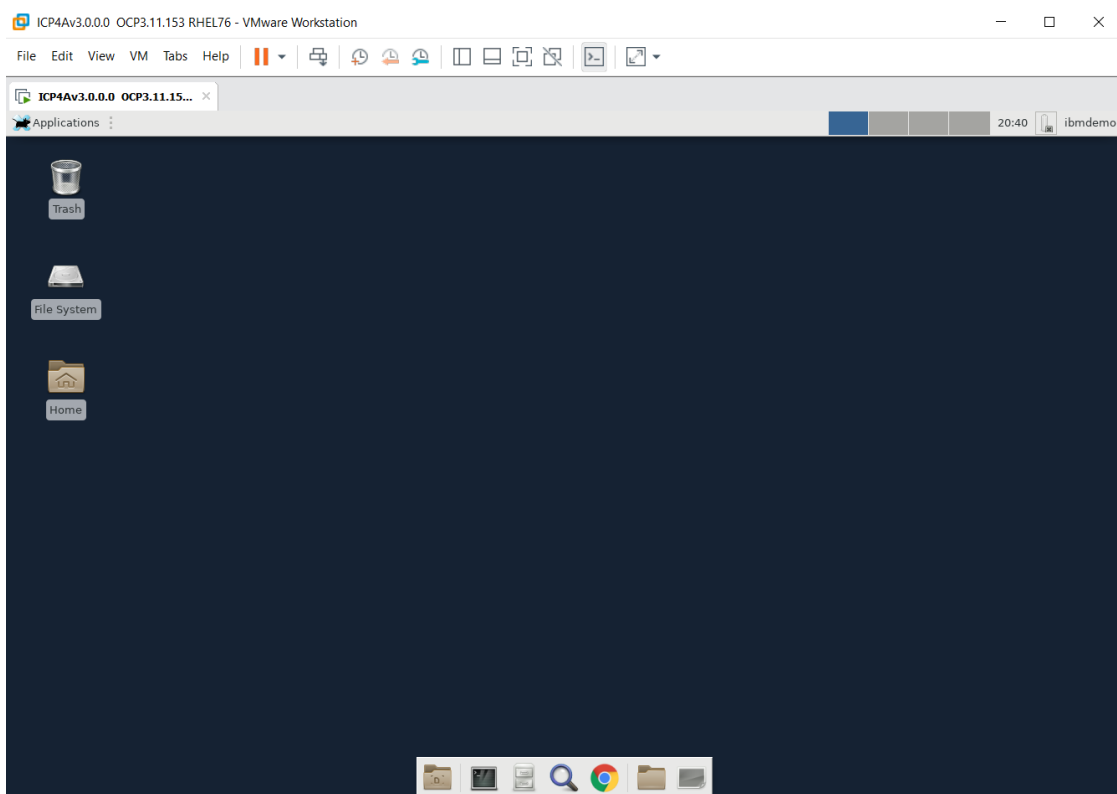 ICP4Av3.0.0.0 OCP3.11.153 RHEL76 - VMware Workstation
File Edit View VM Tabs Help
ICP4Av3.0.0.0 OCP3.11.15...
Applications 20:40 ibmdemo
Trash
File System
Home